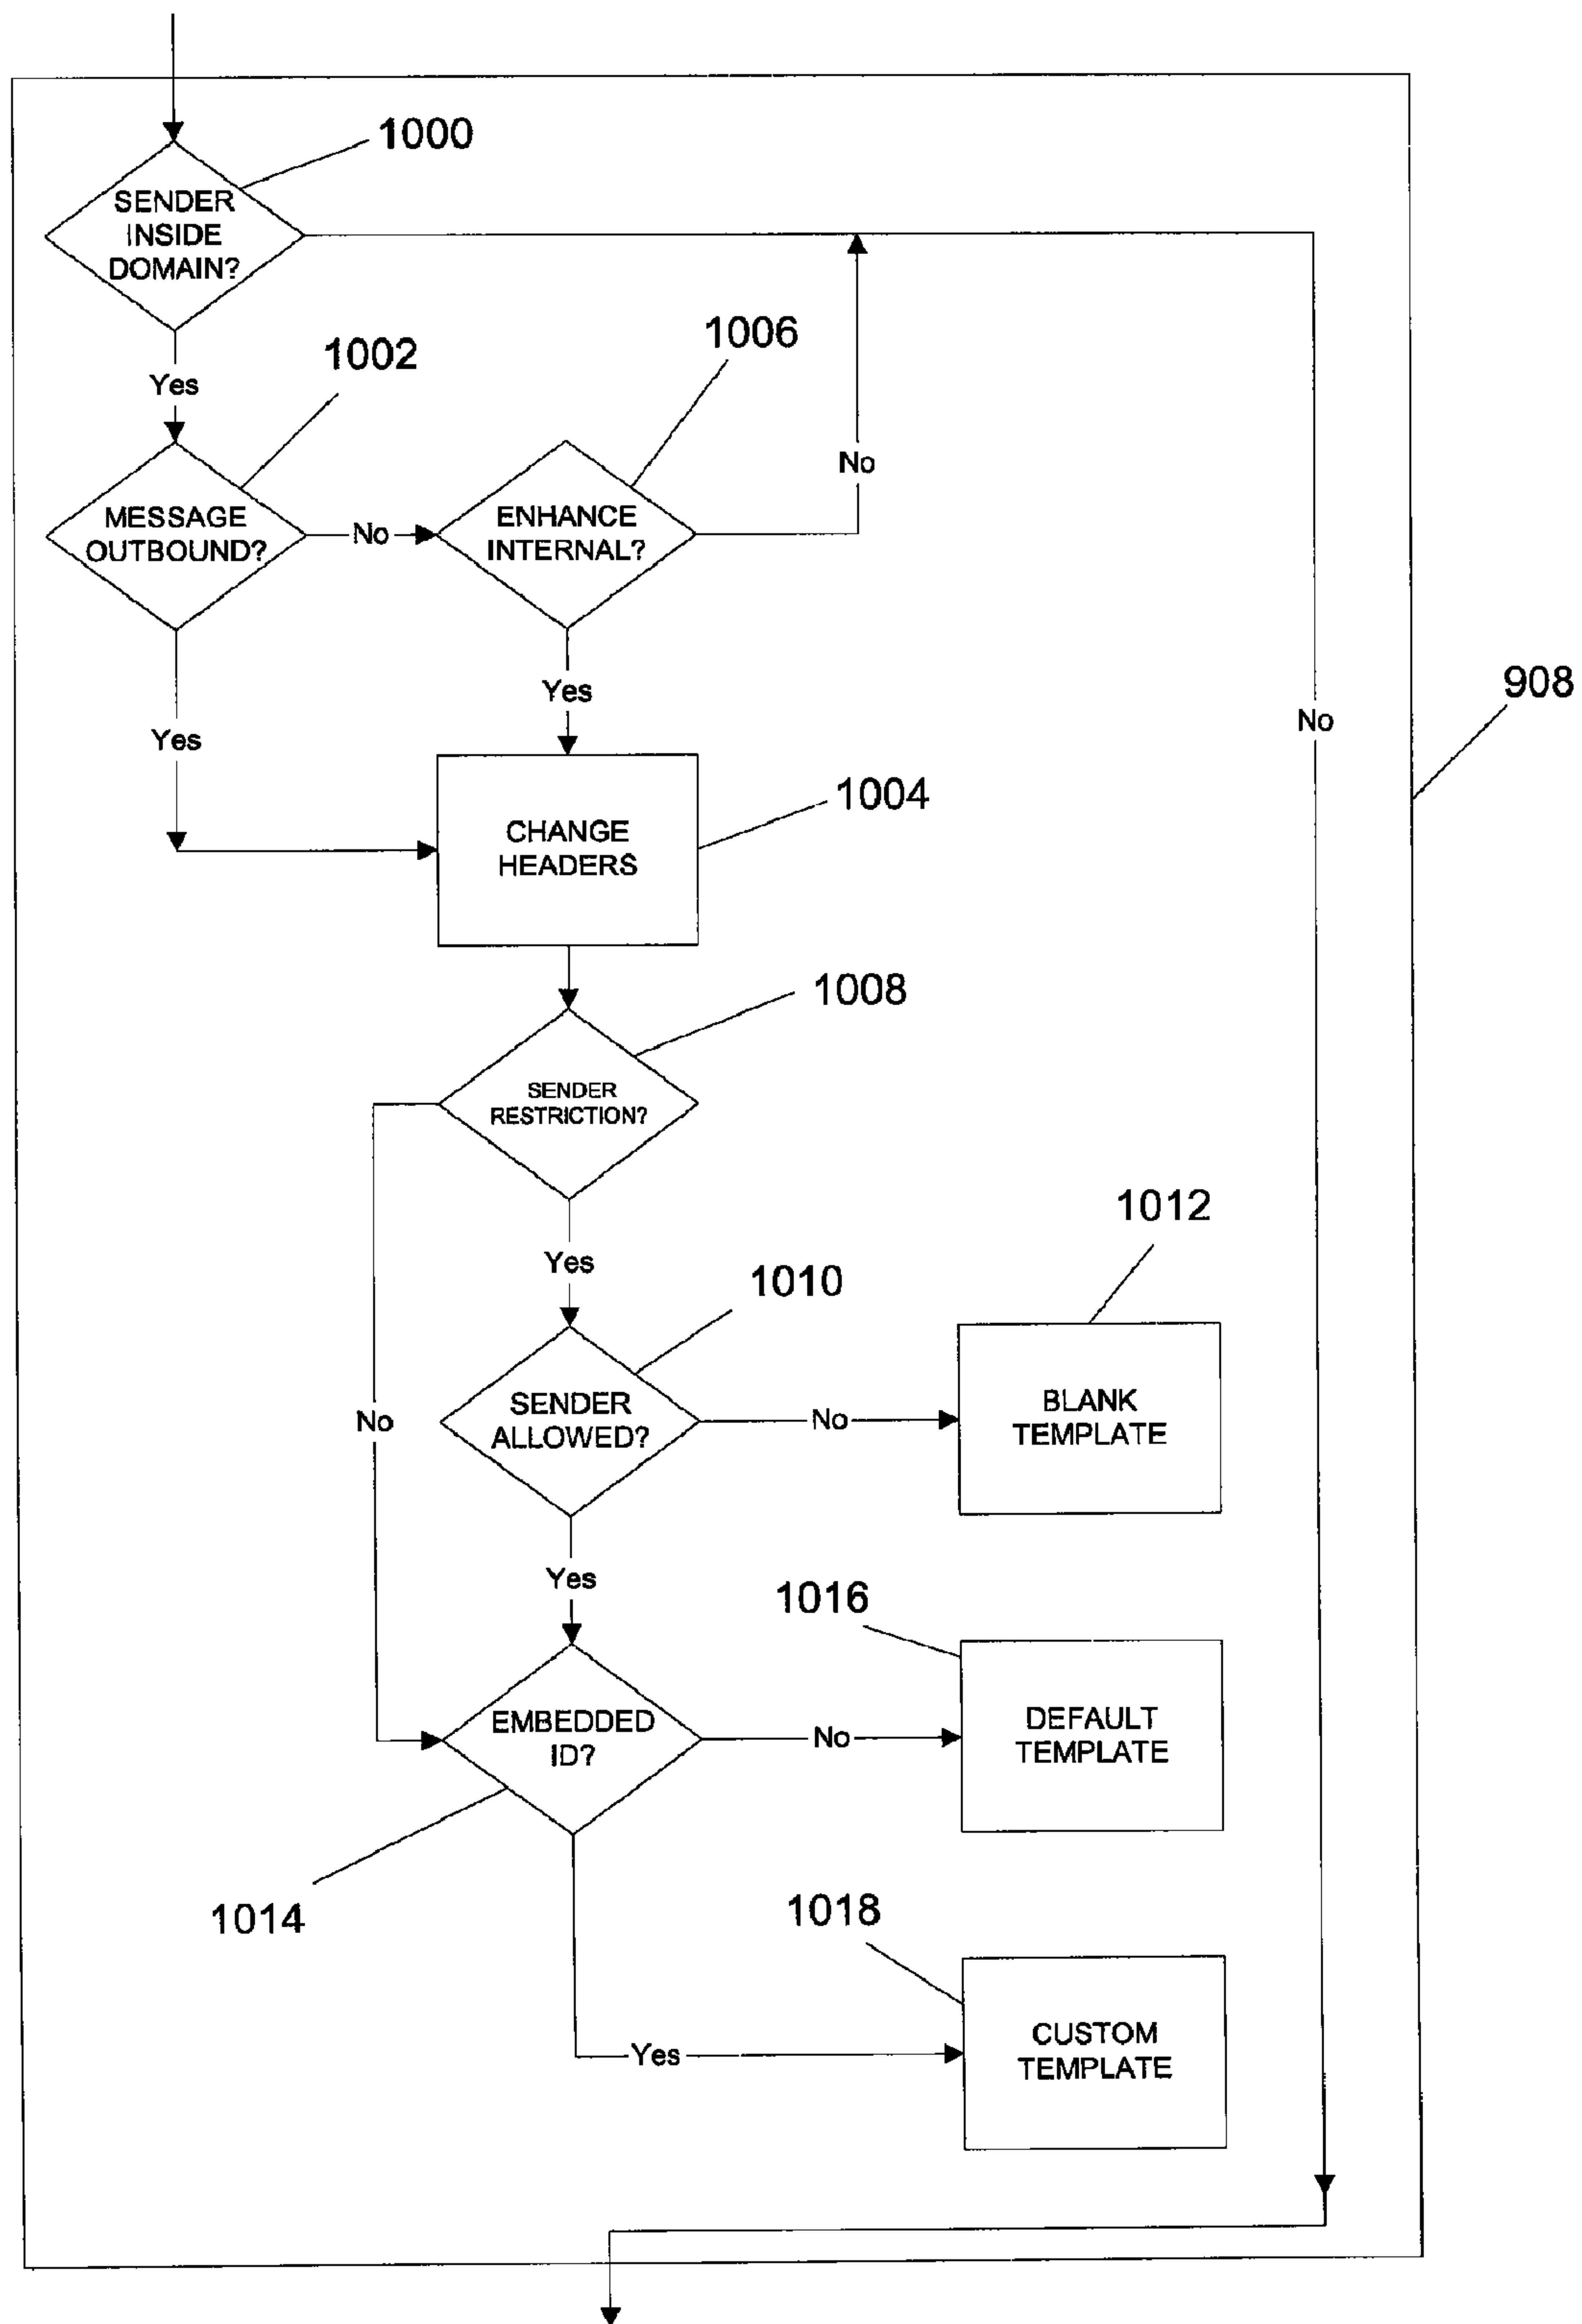 1000
SENDER
INSIDE
DOMAIN?
Yes
1002
1006
MESSAGE
OUTBOUND?
No
ENHANCE
INTERNAL?
No
Yes
Yes
No
908
CHANGE
HEADERS
1004
1008
SENDER
RESTRICTION?
Yes
No
1010
SENDER
ALLOWED?
No
1012
BLANK
TEMPLATE
Yes
1016
EMBEDDED
ID?
No
DEFAULT
TEMPLATE
1014
1018
Yes
CUSTOM
TEMPLATE